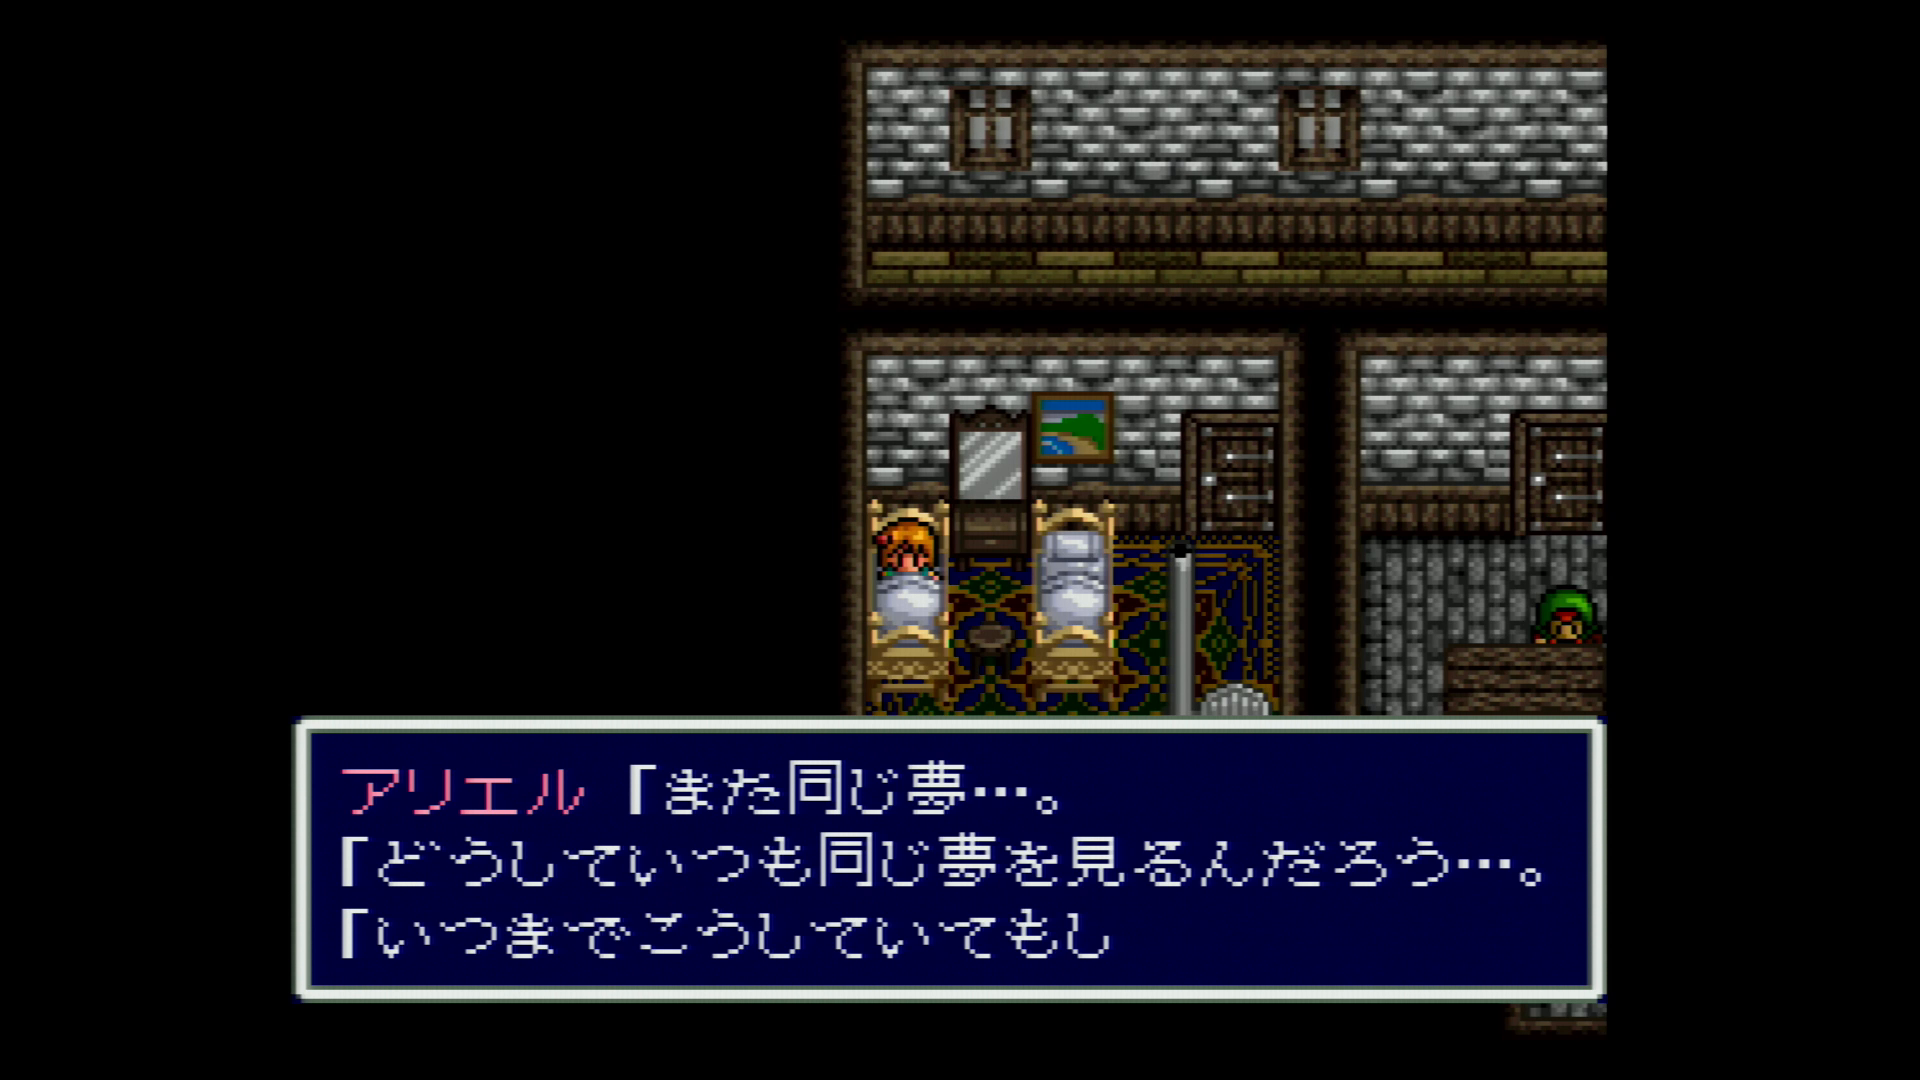 アリエル「また同じ夢…。
「どうしていつも同じ夢を見るんだろう…。
「いつまでこうしていてもし